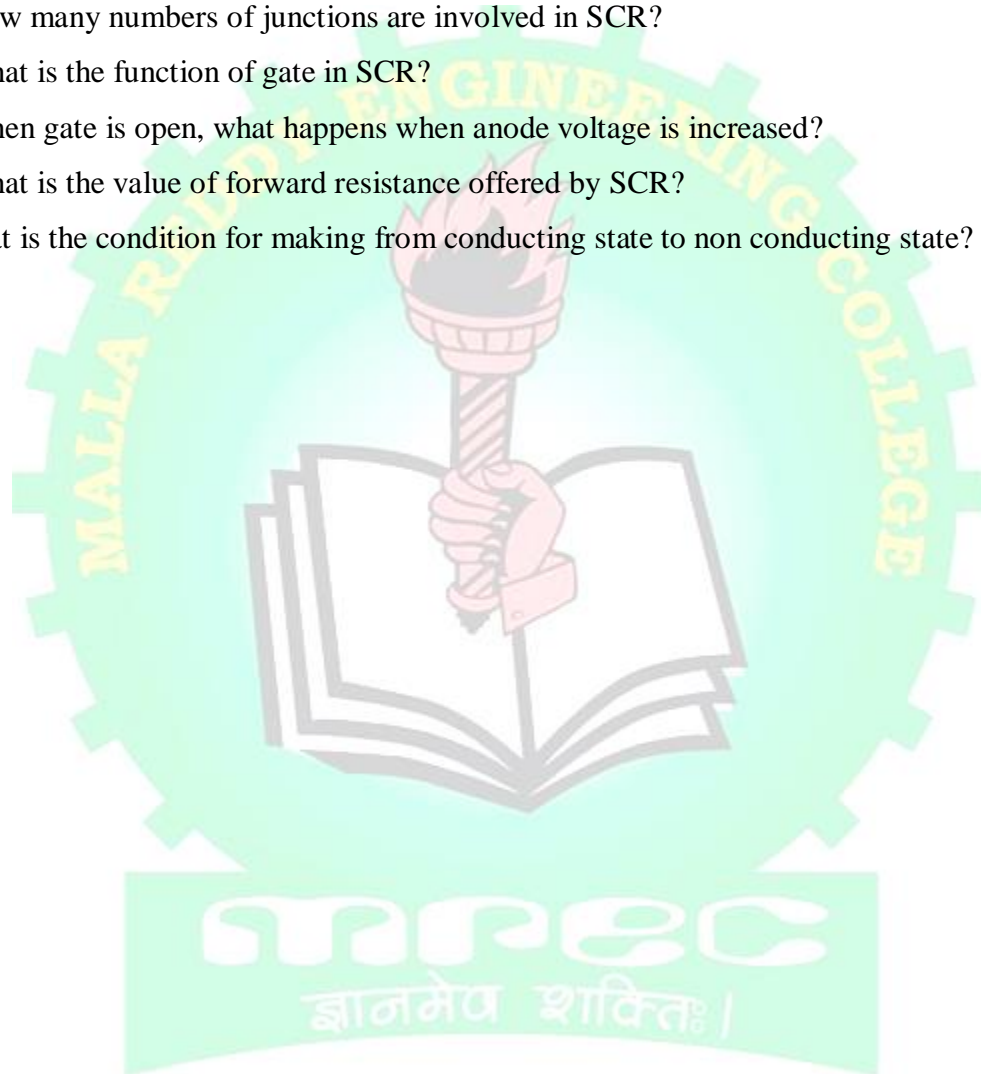 w many numbers of junctions are involved in SCR?
hat is the function of gate in SCR?
hen gate is open, what happens when anode voltage is increased?
hat is the value of forward resistance offered by SCR?
at is the condition for making from conducting state to non conducting state?
MALLA REDDY ENGINEERING COLLEGE
mrec
ज्ञानमेव शक्तिः।